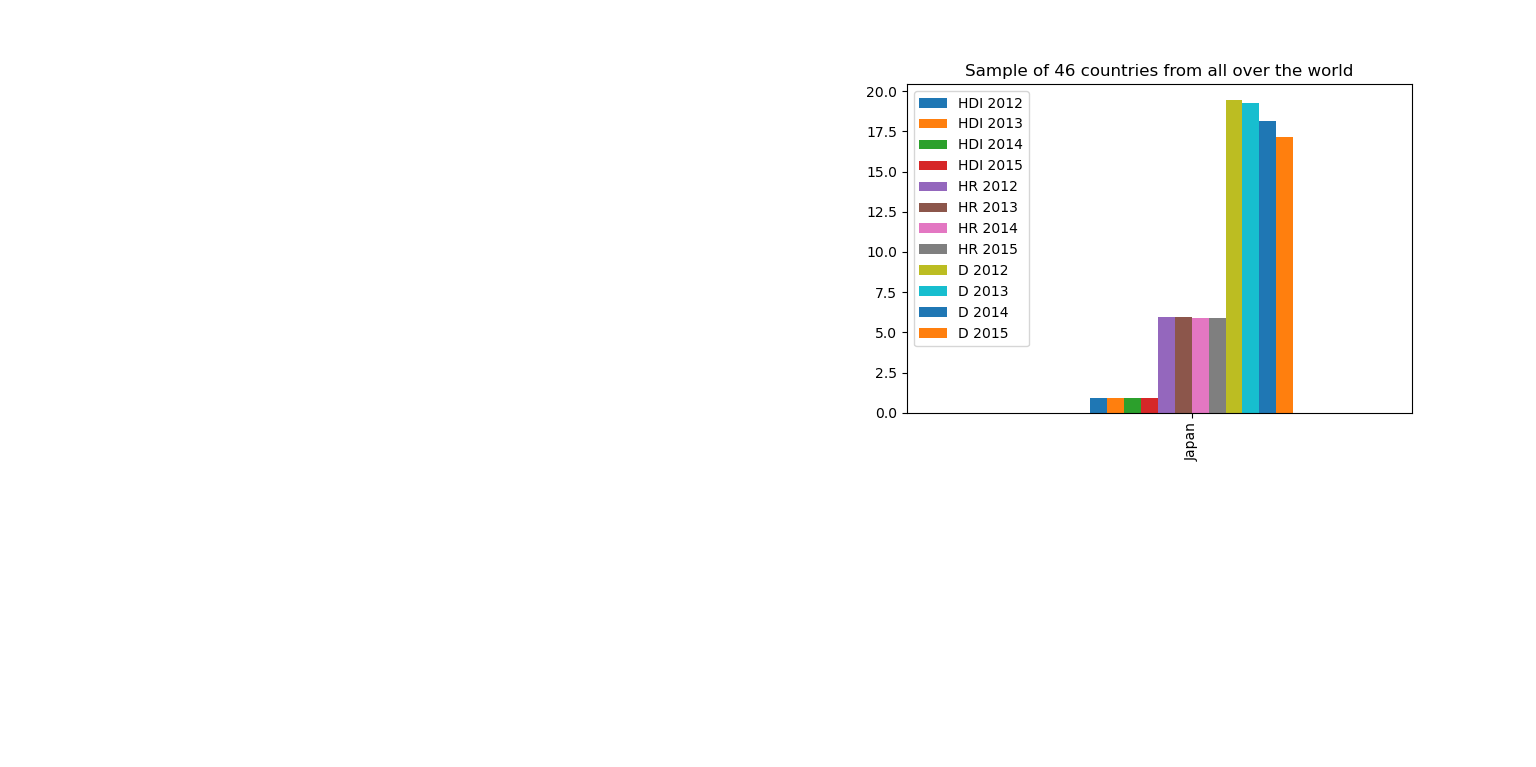 Sample of 46 countries from all over the world
20.0
17.5
15.0
12.5
10.0
7.5
5.0
2.5
0.0
HDI 2012
HDI 2013
HDI 2014
HDI 2015
HR 2012
HR 2013
HR 2014
HR 2015
D 2012
D 2013
D 2014
D 2015
Japan